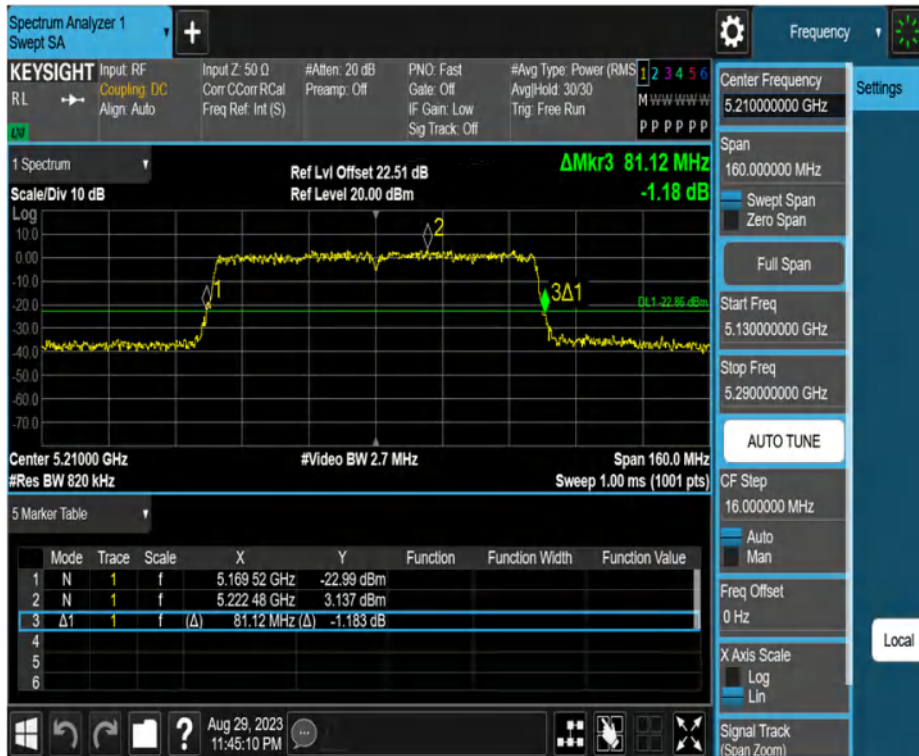 Spectrum Analyzer 1
Swept SA
+
Frequency
KEYSIGHT Input: RF Input Z: 50 Ω #Atten: 20 dB PNO: Fast #Avg Type: Power (RMS 1 2 3 4 5 6
RL Coupling: DC Corr CCorr RCal Preamp: Off Gate: Off Avg|Hold: 30/30 M W W W W W
Align: Auto Freq Ref: Int (S) IF Gain: Low Trig: Free Run
Sig Track: Off P P P P P P
1 Spectrum
Ref Lvl Offset 22.51 dB ΔMkr3 81.12 MHz
Scale/Div 10 dB Ref Level 20.00 dBm -1.18 dB
Log
10.0
0.00
-10.0
-20.0
-30.0
-40.0
-50.0
-60.0
-70.0
1
2
3Δ1
DL1 -22.86 dBm
Center 5.21000 GHz #Video BW 2.7 MHz Span 160.0 MHz
#Res BW 820 kHz Sweep 1.00 ms (1001 pts)
5 Marker Table
Mode Trace Scale X Y Function Function Width Function Value
1 N 1 f 5.169 52 GHz -22.99 dBm
2 N 1 f 5.222 48 GHz 3.137 dBm
3 Δ1 1 f (Δ) 81.12 MHz (Δ) -1.183 dB
4
5
6
?
Aug 29, 2023
11:45:10 PM
Center Frequency
5.210000000 GHz
Span
160.000000 MHz
Swept Span
Zero Span
Full Span
Start Freq
5.130000000 GHz
Stop Freq
5.290000000 GHz
AUTO TUNE
CF Step
16.000000 MHz
Auto
Man
Freq Offset
0 Hz
X Axis Scale
Log
Lin
Signal Track
(Span Zoom)
Settings
Local